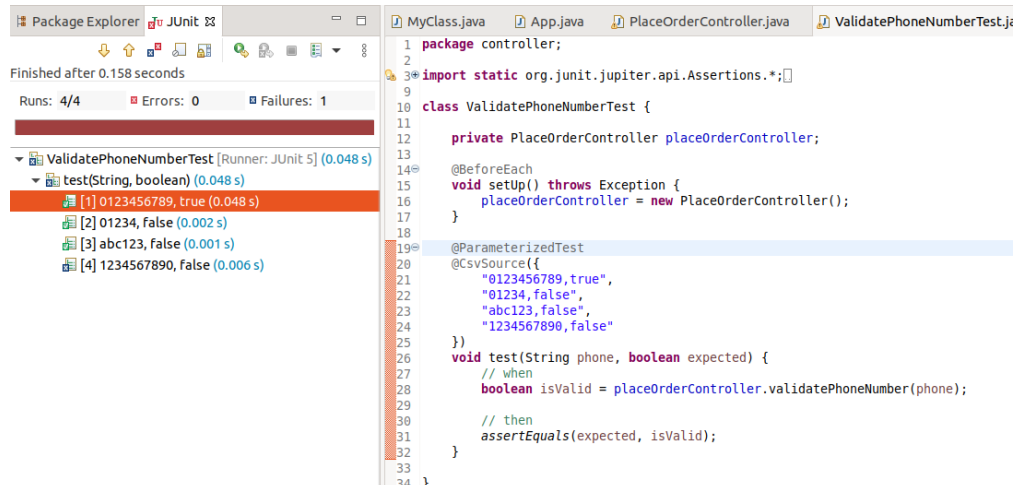 Package Explorer JUnit
Finished after 0.158 seconds
Runs: 4/4 Errors: 0 Failures: 1
ValidatePhoneNumberTest [Runner: JUnit 5] (0.048 s)
test(String, boolean) (0.048 s)
[1] 0123456789, true (0.048 s)
[2] 01234, false (0.002 s)
[3] abc123, false (0.001 s)
[4] 1234567890, false (0.006 s)
MyClass.java App.java PlaceOrderController.java ValidatePhoneNumberTest.ja
1 package controller;
2
3 import static org.junit.jupiter.api.Assertions.*;
9
10 class ValidatePhoneNumberTest {
11
12 private PlaceOrderController placeOrderController;
13
14 @BeforeEach
15 void setUp() throws Exception {
16 placeOrderController = new PlaceOrderController();
17 }
18
19 @ParameterizedTest
20 @CsvSource({
21 "0123456789,true",
22 "01234,false",
23 "abc123,false",
24 "1234567890,false"
25 })
26 void test(String phone, boolean expected) {
27 // when
28 boolean isValid = placeOrderController.validatePhoneNumber(phone);
29
30 // then
31 assertEquals(expected, isValid);
32 }
33
34 }